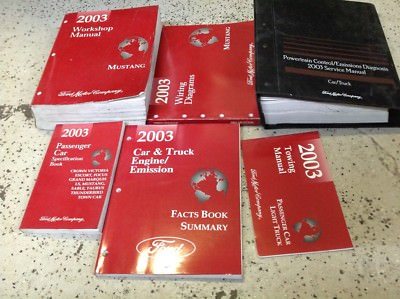 2003
Workshop
Manual
MUSTANG
Ford Motor Company,
2003
Wiring
Diagrams
MUSTANG
Ford Motor Company,
Powertrain Control/Emissions Diagnosis
2003 Service Manual
Car/Truck
2003
Passenger
Car
Specification
Book
CROWN VICTORIA
ESCORT, FOCUS
GRAND MARQUIS
LS, MUSTANG,
SABLE, TAURUS
THUNDERBIRD
TOWN CAR
Ford Motor Company,
2003
Car & Truck
Engine/
Emission
FACTS BOOK
SUMMARY
Ford
2003
Towing
Manual
PASSENGER CAR
LIGHT TRUCK
Ford Motor Company,